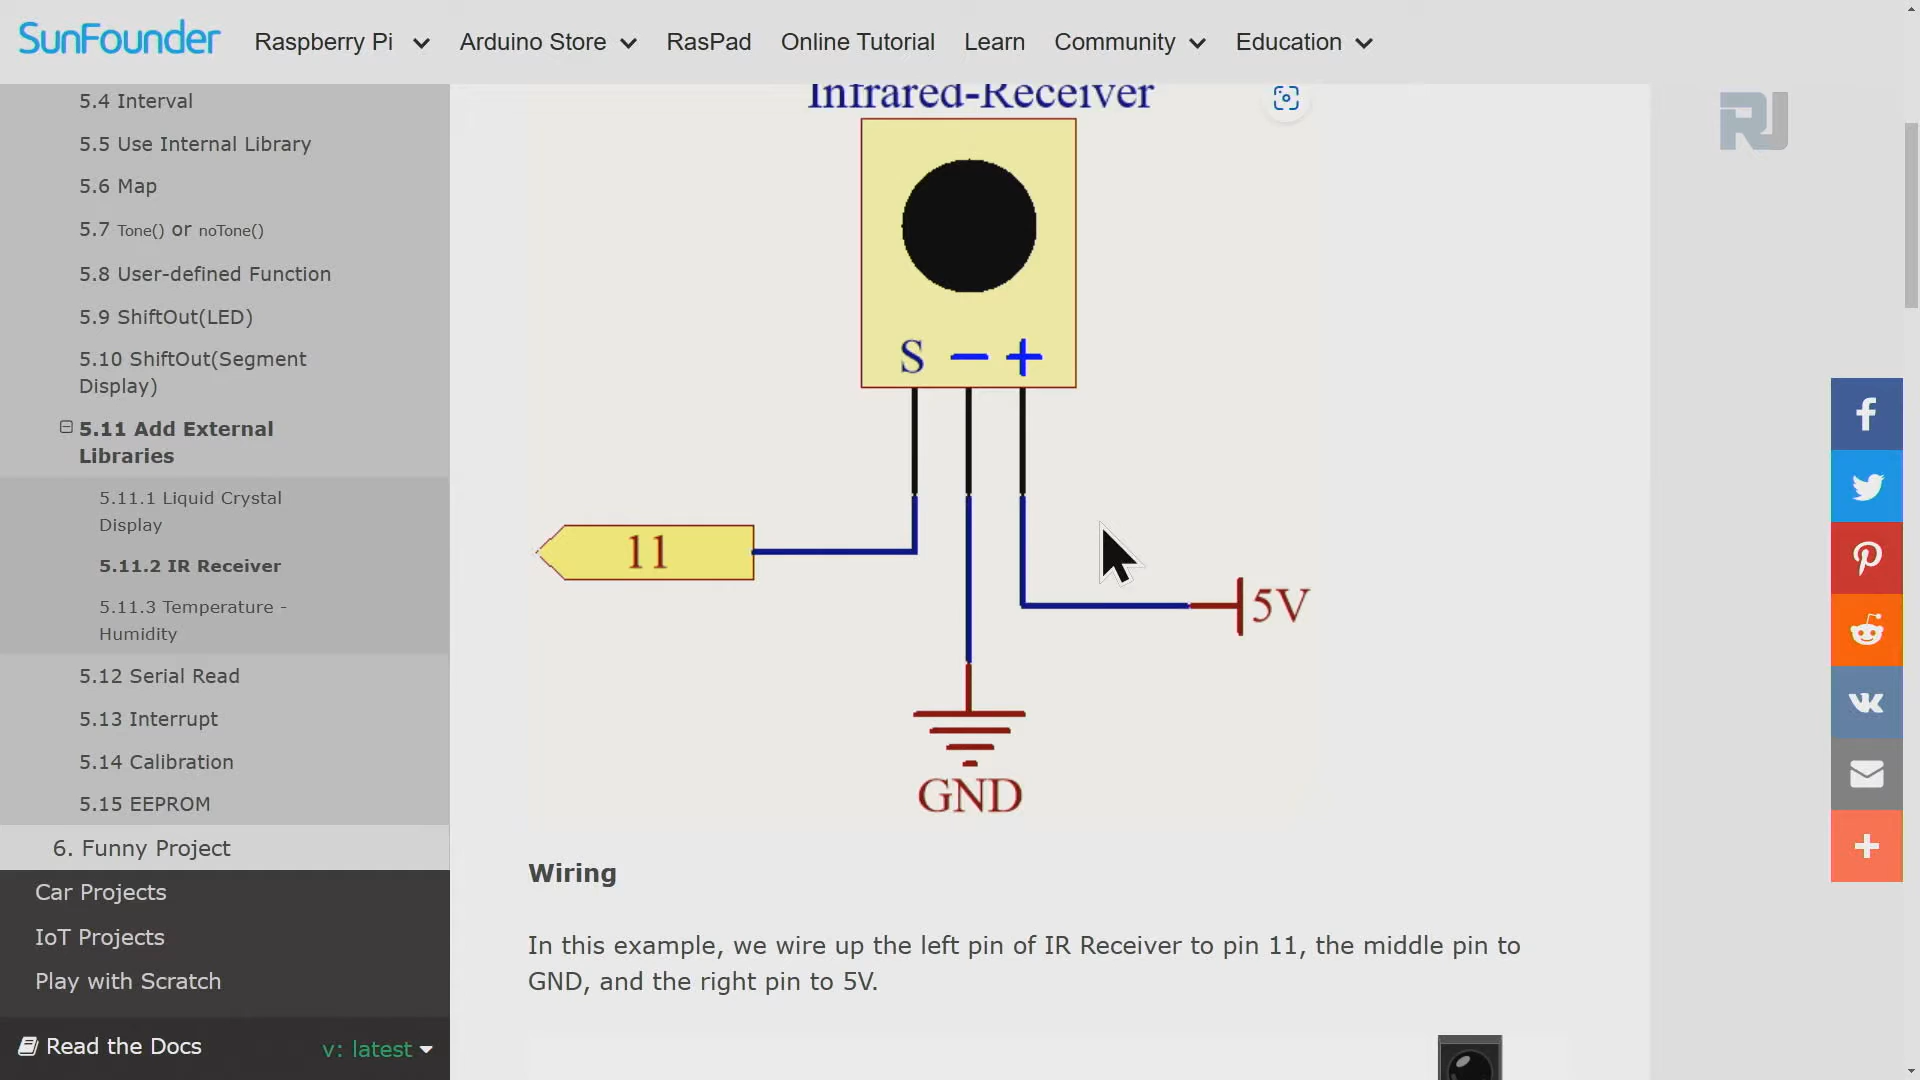 SunFounder
Raspberry Pi
Arduino Store
RasPad
Online Tutorial
Learn
Community
Education
5.4 Interval
5.5 Use Internal Library
5.6 Map
5.7 Tone() or noTone()
5.8 User-defined Function
5.9 ShiftOut(LED)
5.10 ShiftOut(Segment
Display)
5.11 Add External
Libraries
5.11.1 Liquid Crystal
Display
5.11.2 IR Receiver
5.11.3 Temperature -
Humidity
5.12 Serial Read
5.13 Interrupt
5.14 Calibration
5.15 EEPROM
6. Funny Project
Car Projects
IoT Projects
Play with Scratch
Read the Docs
v: latest
Infrared-Receiver
S − +
11
5V
GND
Wiring
In this example, we wire up the left pin of IR Receiver to pin 11, the middle pin to
GND, and the right pin to 5V.
RJ